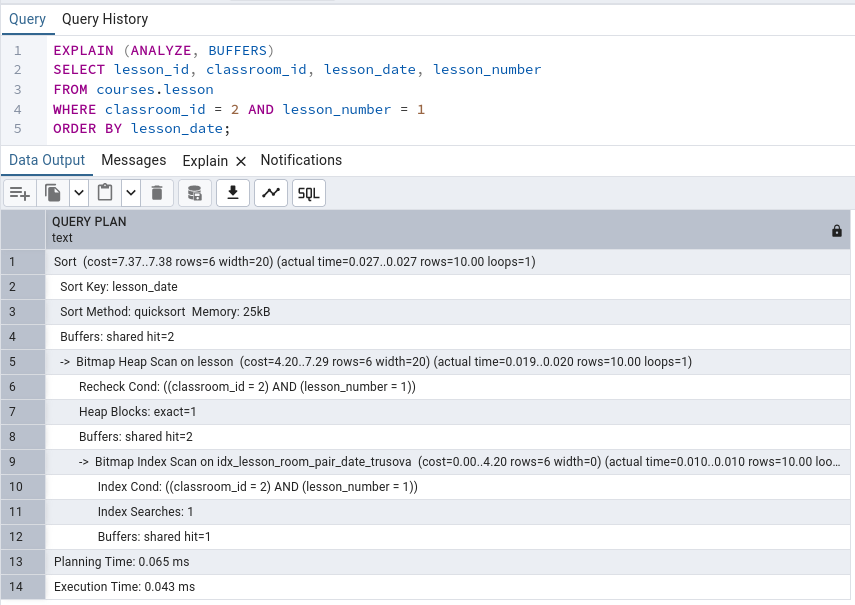 Query Query History
1 EXPLAIN (ANALYZE, BUFFERS)
2 SELECT lesson_id, classroom_id, lesson_date, lesson_number
3 FROM courses.lesson
4 WHERE classroom_id = 2 AND lesson_number = 1
5 ORDER BY lesson_date;
Data Output Messages Explain Notifications
SQL
QUERY PLAN
text
1 Sort (cost=7.37..7.38 rows=6 width=20) (actual time=0.027..0.027 rows=10.00 loops=1)
2 Sort Key: lesson_date
3 Sort Method: quicksort Memory: 25kB
4 Buffers: shared hit=2
5 -> Bitmap Heap Scan on lesson (cost=4.20..7.29 rows=6 width=20) (actual time=0.019..0.020 rows=10.00 loops=1)
6 Recheck Cond: ((classroom_id = 2) AND (lesson_number = 1))
7 Heap Blocks: exact=1
8 Buffers: shared hit=2
9 -> Bitmap Index Scan on idx_lesson_room_pair_date_trusova (cost=0.00..4.20 rows=6 width=0) (actual time=0.010..0.010 rows=10.00 loo...
10 Index Cond: ((classroom_id = 2) AND (lesson_number = 1))
11 Index Searches: 1
12 Buffers: shared hit=1
13 Planning Time: 0.065 ms
14 Execution Time: 0.043 ms